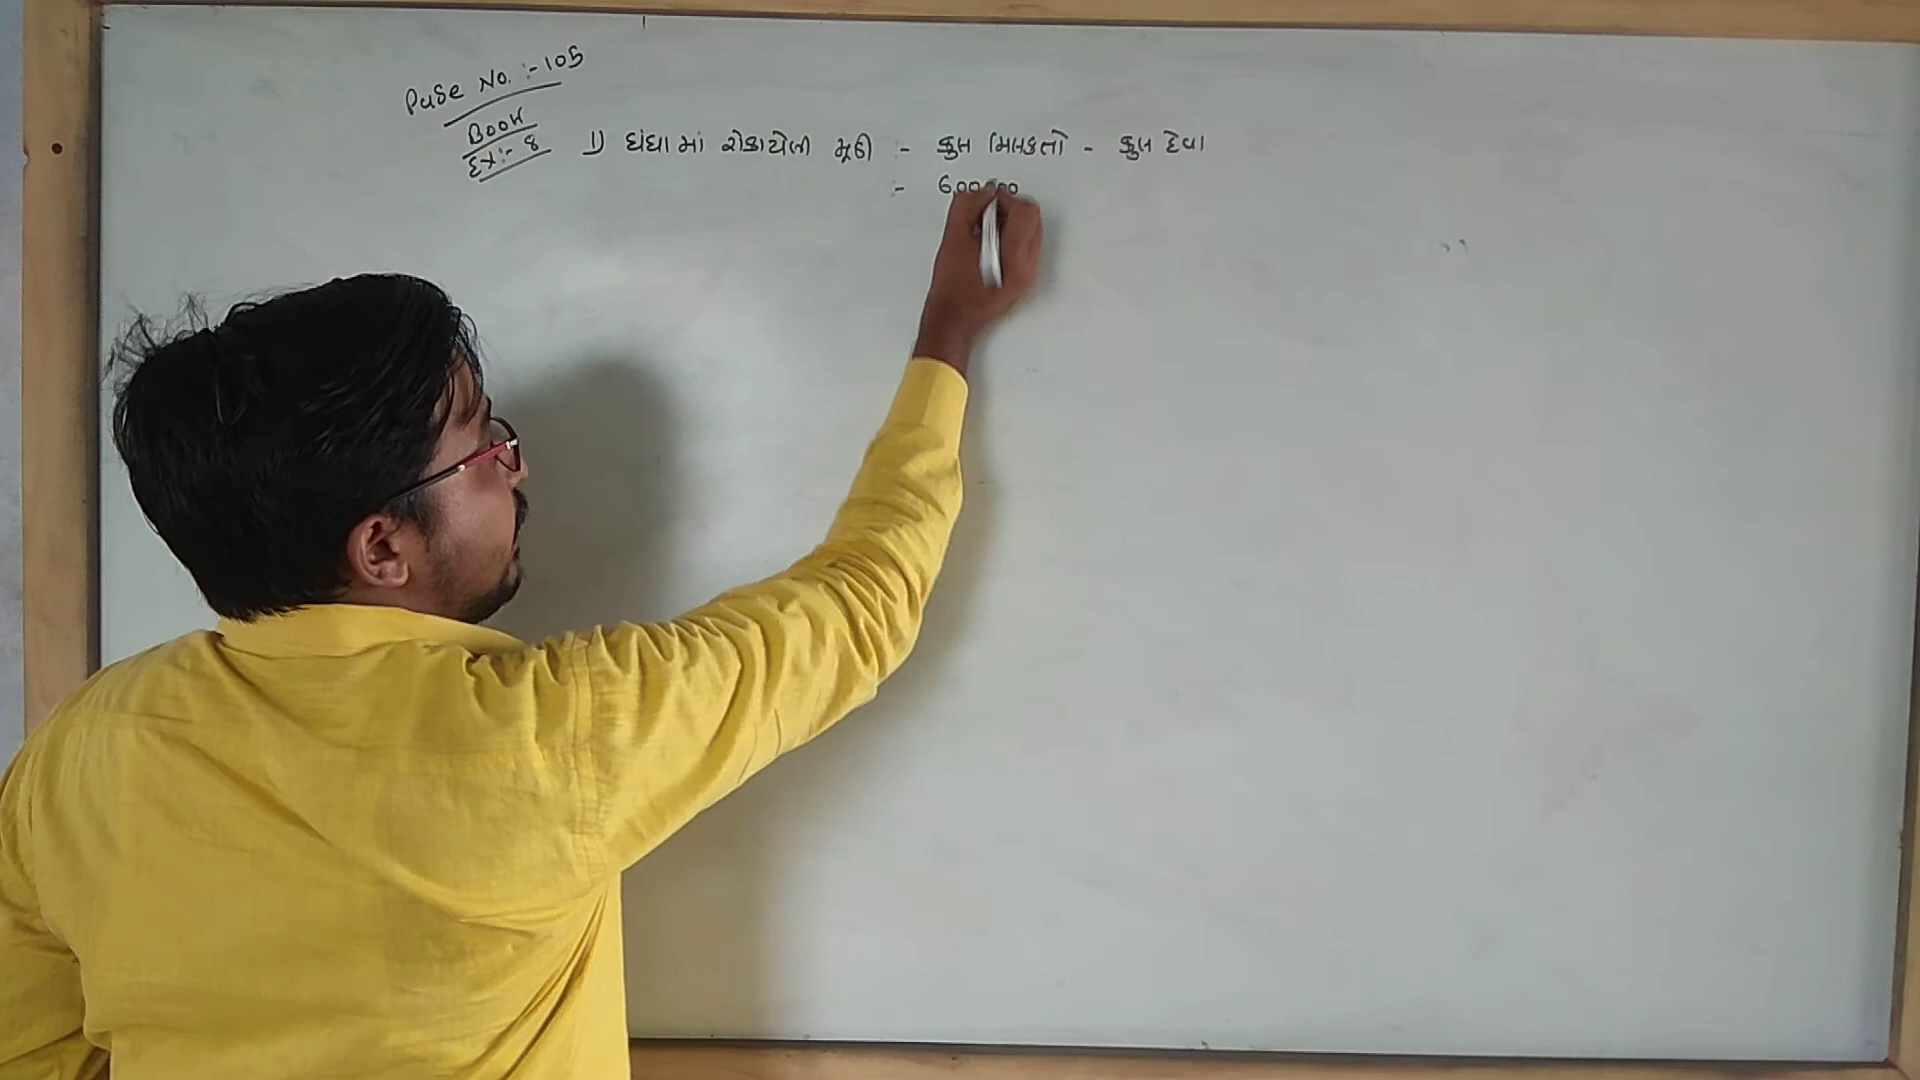 Page No. :- 105
BOOK
Ex:- 8
1) ધંધામાં રોકાયેલી મૂડી :- કુલ મિલકતો - કુલ દેવા
:- 6,00,000